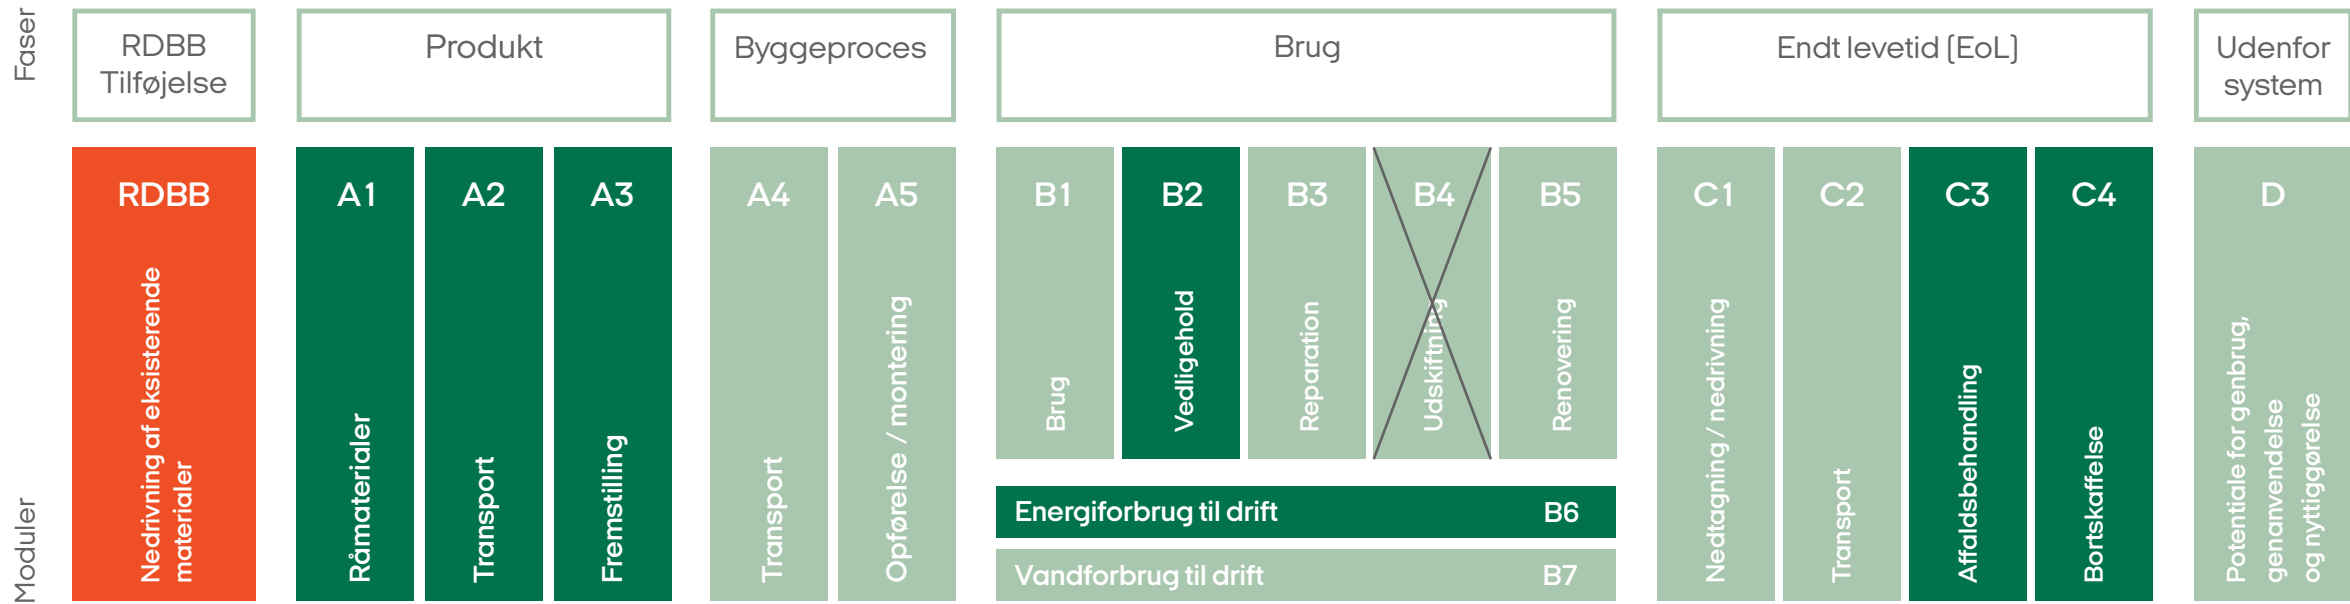 Faser
RDBB
Tilføjelse
Produkt
Byggeproces
Brug
Endt levetid (EoL)
Udenfor
system
Moduler
RDBB
Nedrivning af eksisterende
materialer
A1
Råmaterialer
A2
Transport
A3
Fremstilling
A4
Transport
A5
Opførelse / montering
B1
Brug
B2
Vedligehold
B3
Reparation
B4
Udskiftning
B5
Renovering
Energiforbrug til drift B6
Vandforbrug til drift B7
C1
Nedtagning / nedrivning
C2
Transport
C3
Affaldsbehandling
C4
Bortskaffelse
D
Potentiale for genbrug,
genanvendelse
og nyttiggørelse